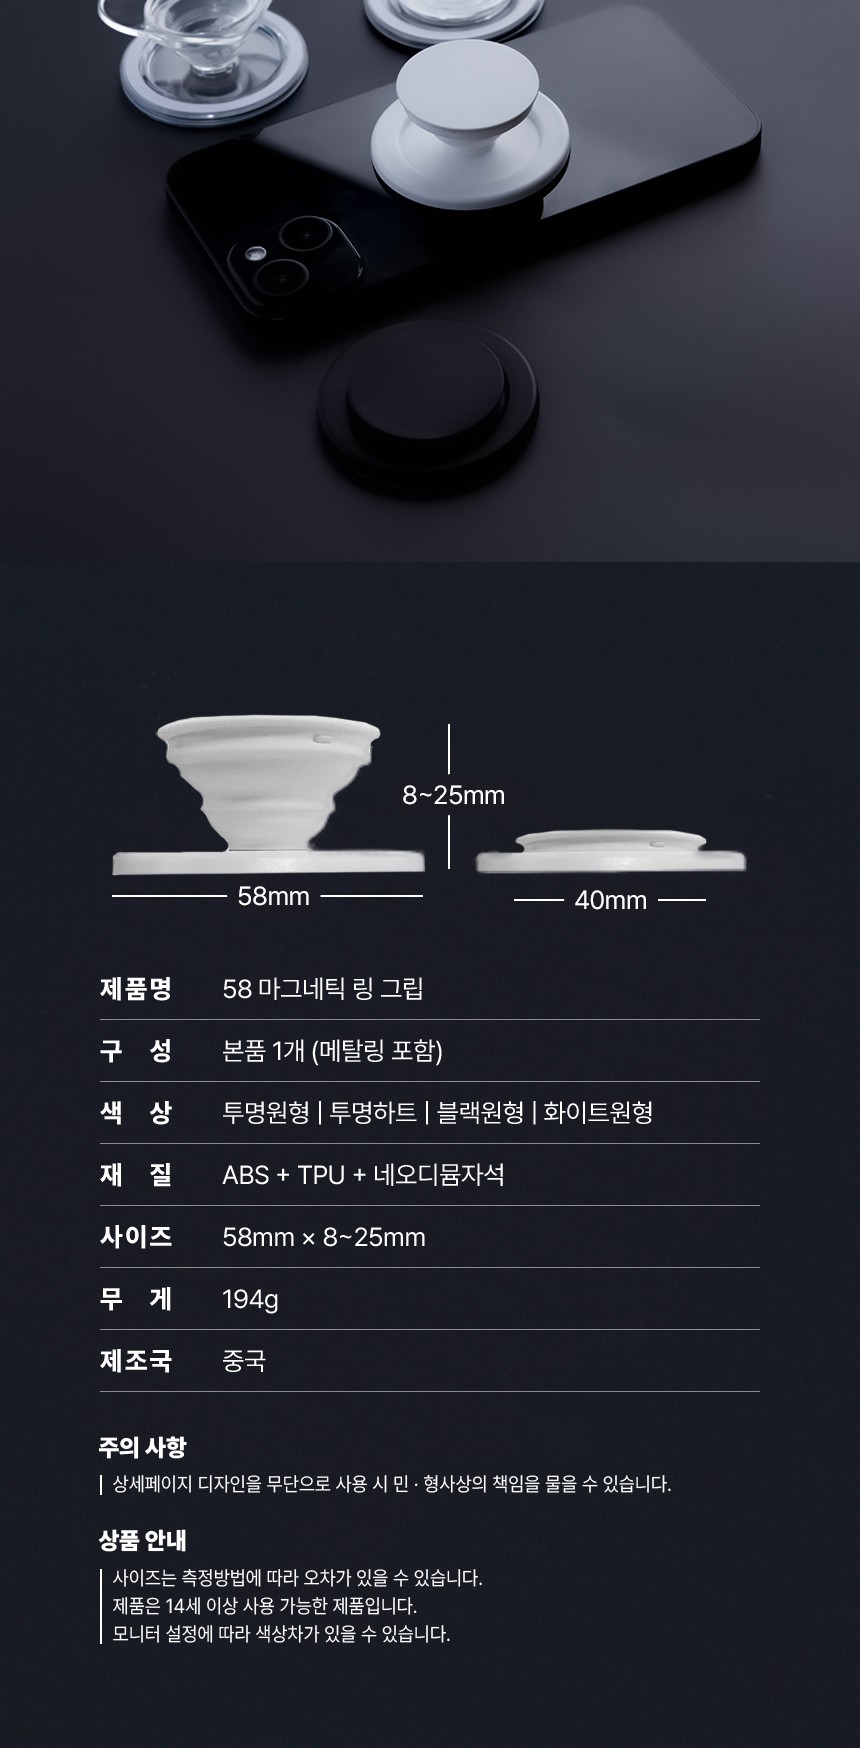 8~25mm
58mm
40mm
제품명 58 마그네틱 링 그립
구 성 본품 1개 (메탈링 포함)
색 상 투명원형 | 투명하트 | 블랙원형 | 화이트원형
재 질 ABS + TPU + 네오디뮴자석
사이즈 58mm × 8~25mm
무 게 194g
제조국 중국
주의 사항
상세페이지 디자인을 무단으로 사용 시 민 · 형사상의 책임을 물을 수 있습니다.
상품 안내
사이즈는 측정방법에 따라 오차가 있을 수 있습니다.
제품은 14세 이상 사용 가능한 제품입니다.
모니터 설정에 따라 색상차가 있을 수 있습니다.